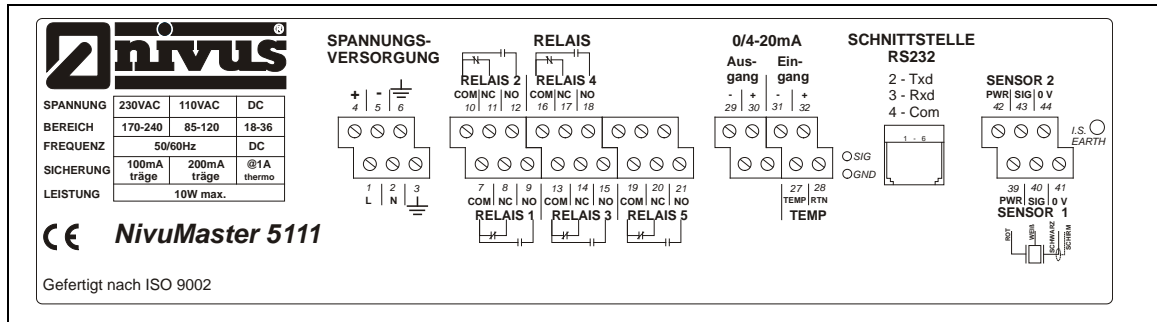 nivus®
SPANNUNG 230VAC 110VAC DC
BEREICH 170-240 85-120 18-36
FREQUENZ 50/60Hz DC
SICHERUNG 100mA träge 200mA träge @1A thermo
LEISTUNG 10W max.
CE NivuMaster 5111
Gefertigt nach ISO 9002
SPANNUNGS-
VERSORGUNG
+ - 
4 5 6
1 2 3
L N
RELAIS
RELAIS 2 RELAIS 4
COM NC NO COM NC NO
10 11 12 16 17 18
7 8 9 13 14 15 19 20 21
COM NC NO COM NC NO COM NC NO
RELAIS 1 RELAIS 3 RELAIS 5
0/4-20mA
Aus- Ein-
gang gang
- + - +
29 30 31 32
27 28
TEMP RTN
TEMP
SIG
GND
SCHNITTSTELLE
RS232
2 - Txd
3 - Rxd
4 - Com
1 - 6
SENSOR 2
PWR SIG 0 V
42 43 44
I.S.
EARTH
39 40 41
PWR SIG 0 V
SENSOR 1
ROT
WEIß
SCHWARZ
SCHIRM